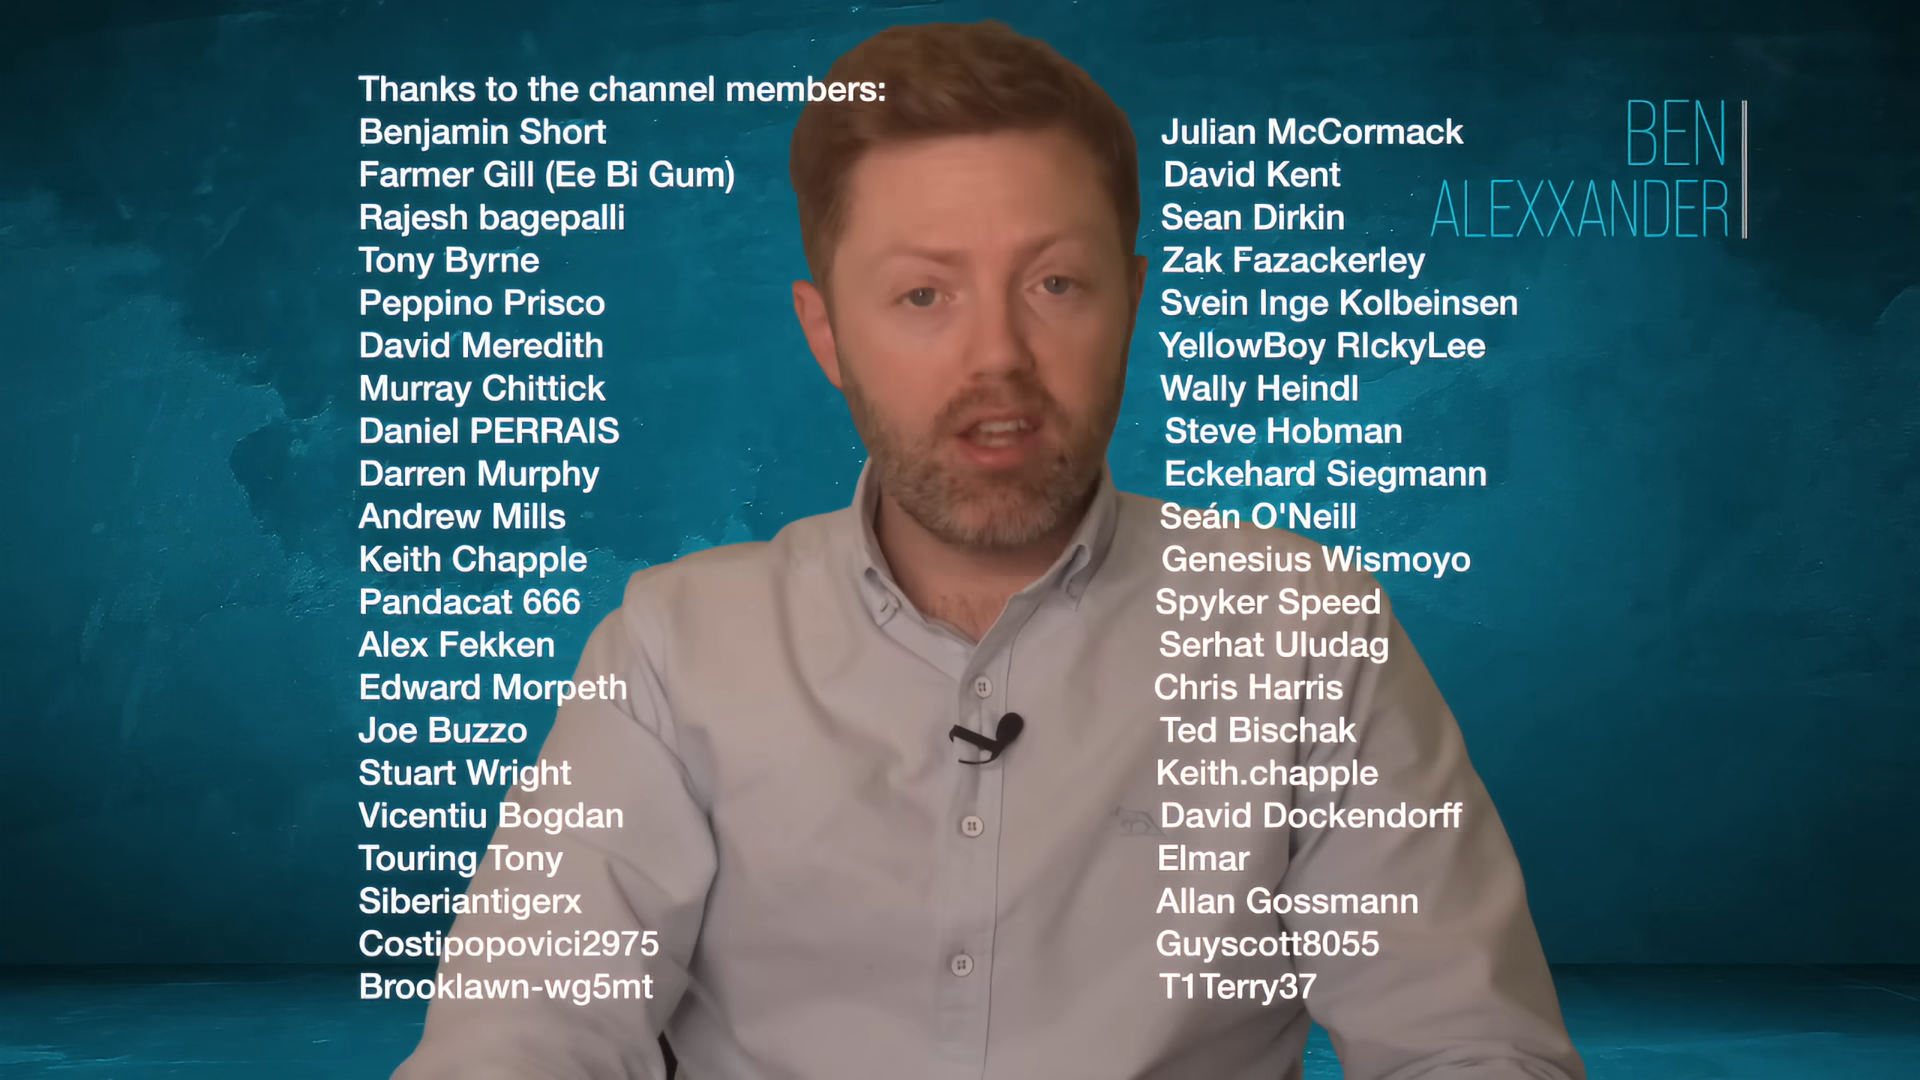 Thanks to the channel members:
Benjamin Short
Farmer Gill (Ee Bi Gum)
Rajesh bagepalli
Tony Byrne
Peppino Prisco
David Meredith
Murray Chittick
Daniel PERRAIS
Darren Murphy
Andrew Mills
Keith Chapple
Pandacat 666
Alex Fekken
Edward Morpeth
Joe Buzzo
Stuart Wright
Vicentiu Bogdan
Touring Tony
Siberiantigerx
Costipopovici2975
Brooklawn-wg5mt
Julian McCormack
David Kent
Sean Dirkin
Zak Fazackerley
Svein Inge Kolbeinsen
YellowBoy RIckyLee
Wally Heindl
Steve Hobman
Eckehard Siegmann
Seán O'Neill
Genesius Wismoyo
Spyker Speed
Serhat Uludag
Chris Harris
Ted Bischak
Keith.chapple
David Dockendorff
Elmar
Allan Gossmann
Guyscott8055
T1Terry37
BEN
ALEXXANDER